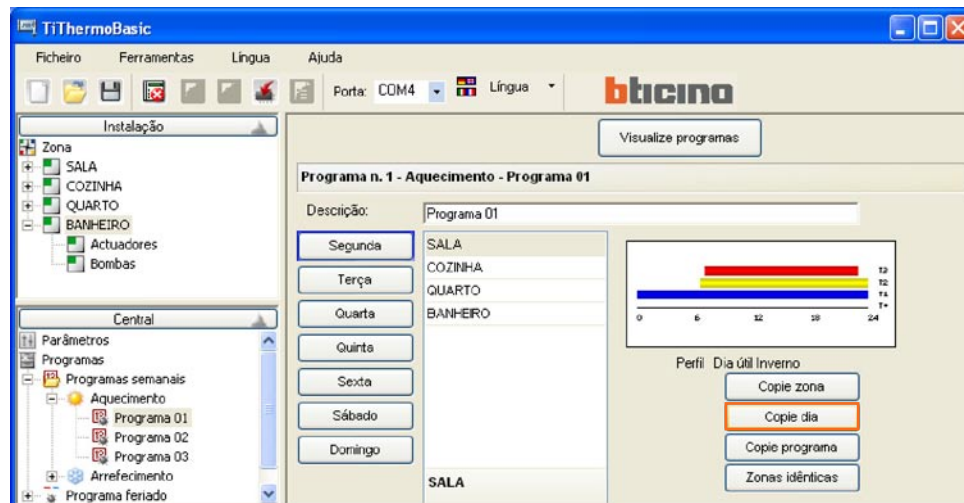 TiThermoBasic
Ficheiro Ferramentas Lingua Ajuda
Porta: COM4 Língua bticino
Instalação
Zona
SALA
COZINHA
QUARTO
BANHEIRO
Actuadores
Bombas
Central
Parâmetros
Programas
Programas semanais
Aquecimento
Programa 01
Programa 02
Programa 03
Arrefecimento
Programa feriado
Visualize programas
Programa n. 1 - Aquecimento - Programa 01
Descrição: Programa 01
Segunda
Terça
Quarta
Quinta
Sexta
Sábado
Domingo
SALA
COZINHA
QUARTO
BANHEIRO
SALA
T3
T2
T1
T+
0 6 12 18 24
Perfil Dia útil Inverno
Copie zona
Copie dia
Copie programa
Zonas idênticas